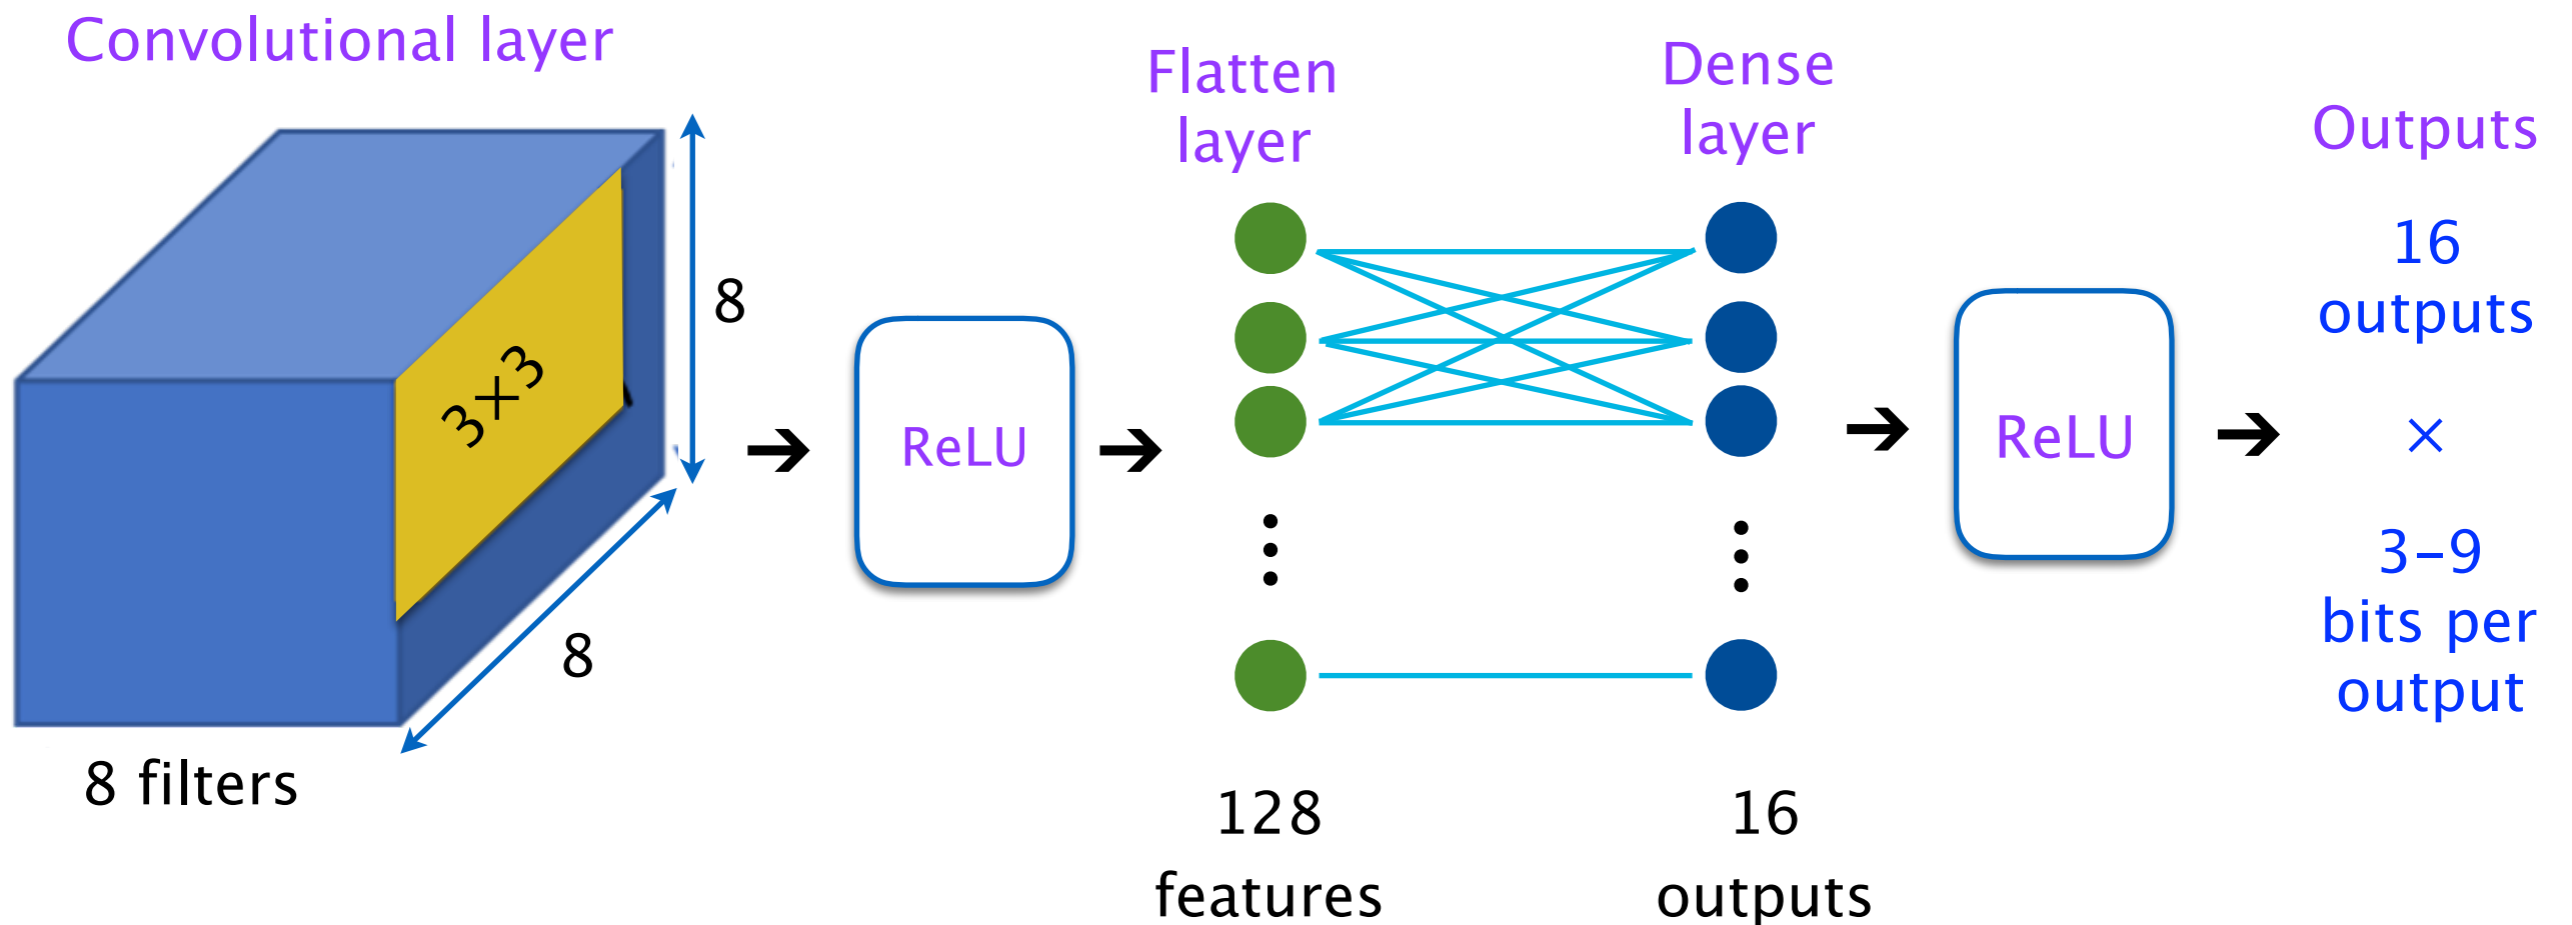 Convolutional layer
3×3
8
8
8 filters
ReLU
Flatten
layer
128
features
Dense
layer
16
outputs
ReLU
Outputs
16
outputs
×
3–9
bits per
output